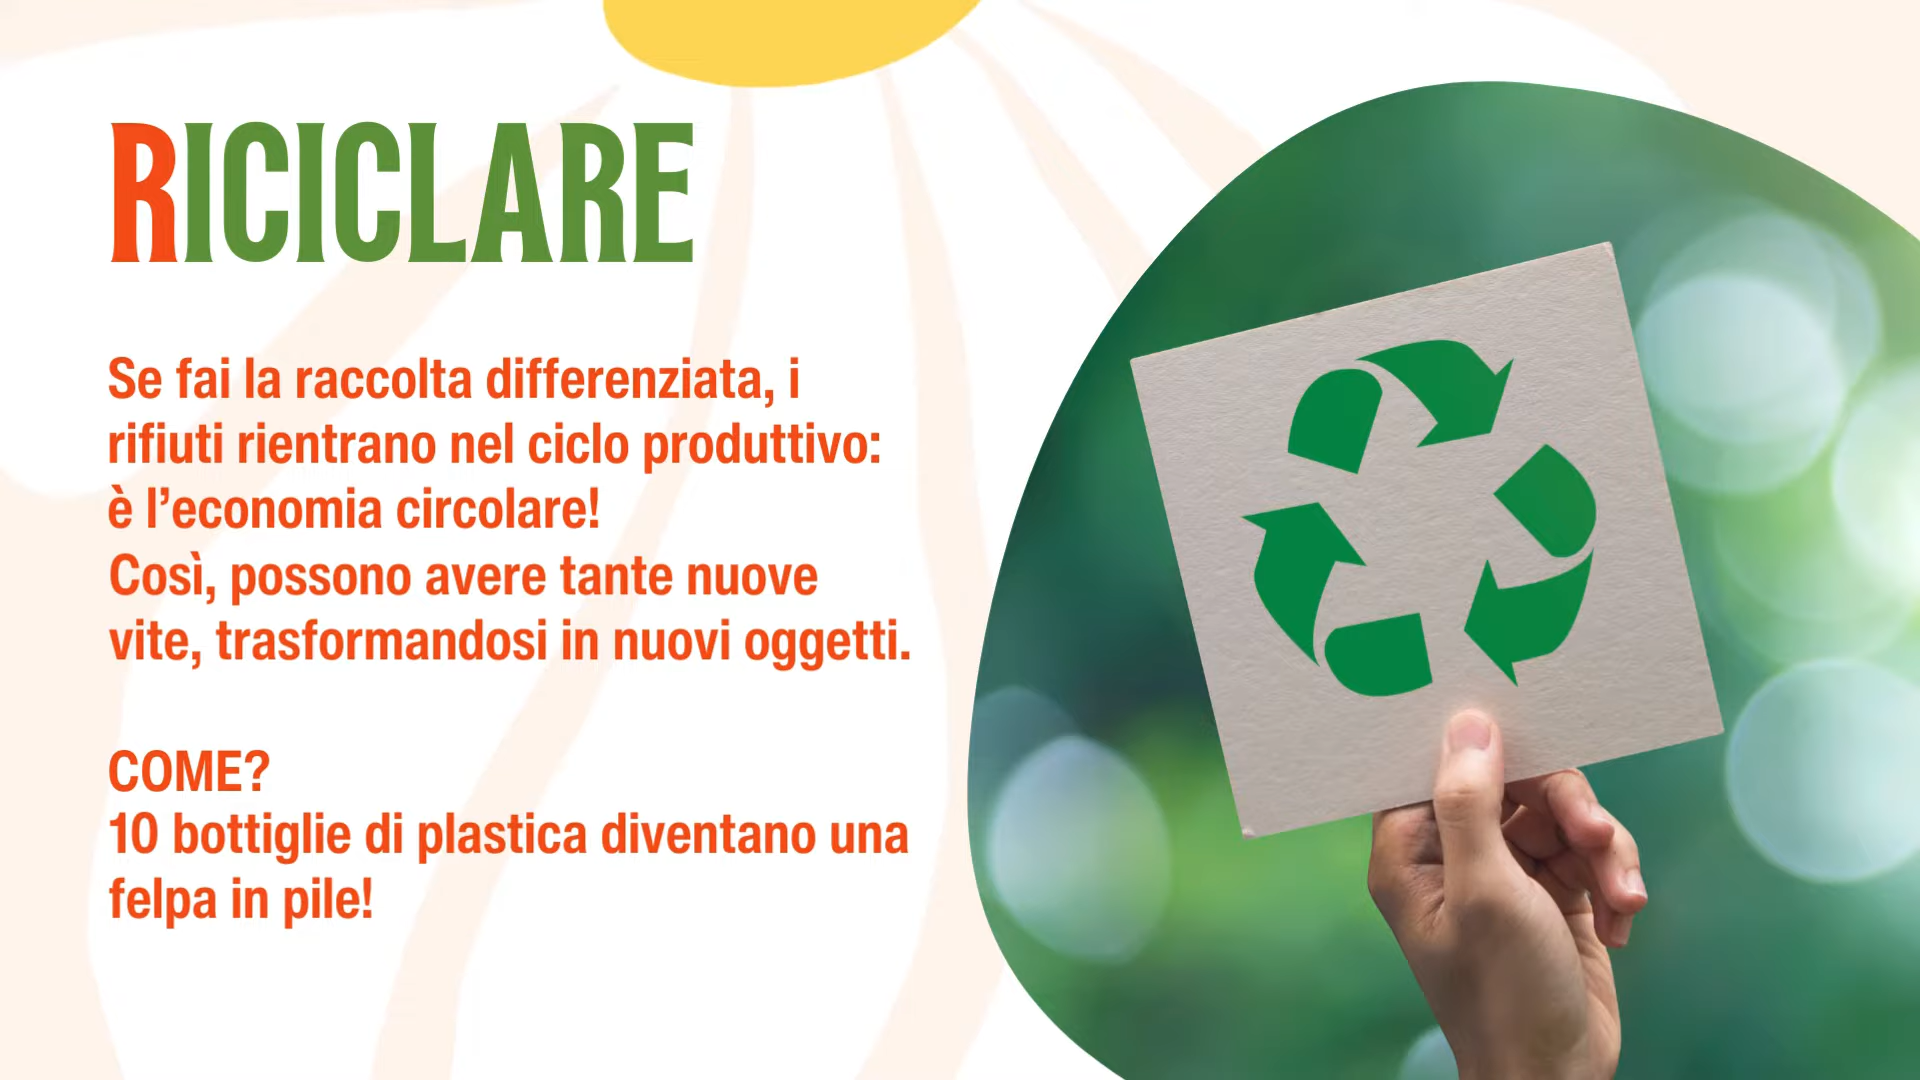 RICICLARE
Se fai la raccolta differenziata, i
rifiuti rientrano nel ciclo produttivo:
è l’economia circolare!
Così, possono avere tante nuove
vite, trasformandosi in nuovi oggetti.
COME?
10 bottiglie di plastica diventano una
felpa in pile!